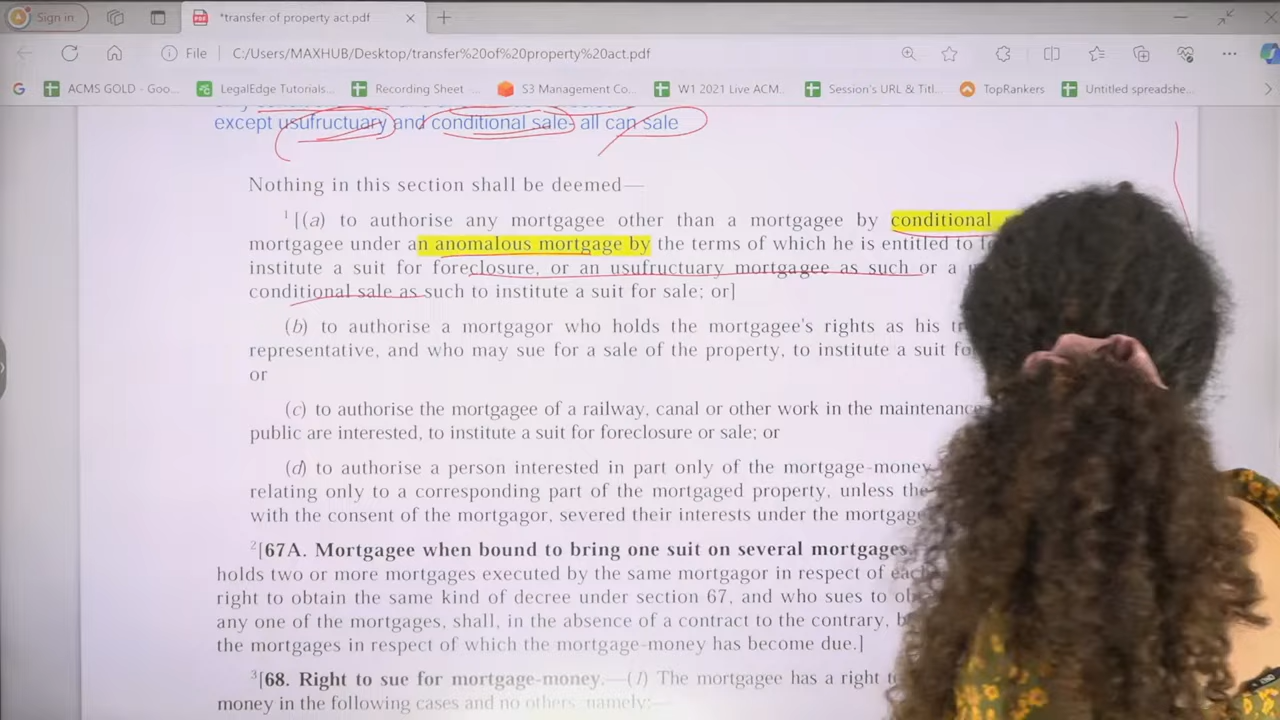 Sign in
*transfer of property act.pdf
File
C:/Users/MAXHUB/Desktop/transfer%20of%20property%20act.pdf
ACMS GOLD - Goo...
LegalEdge Tutorials...
Recording Sheet ...
S3 Management Co...
W1 2021 Live ACM...
Session's URL & Titl...
TopRankers
Untitled spreadshe...
except usufructuary and conditional sale- all can sale
Nothing in this section shall be deemed—
1[(a) to authorise any mortgagee other than a mortgagee by conditional
mortgagee under an anomalous mortgage by the terms of which he is entitled to
institute a suit for foreclosure, or an usufructuary mortgagee as such or a
conditional sale as such to institute a suit for sale; or]
(b) to authorise a mortgagor who holds the mortgagee's rights as his
representative, and who may sue for a sale of the property, to institute a suit
or
(c) to authorise the mortgagee of a railway, canal or other work in the maintenance
public are interested, to institute a suit for foreclosure or sale; or
(d) to authorise a person interested in part only of the mortgage-money
relating only to a corresponding part of the mortgaged property, unless the
with the consent of the mortgagor, severed their interests under the
2[67A. Mortgagee when bound to bring one suit on several mortgages.
holds two or more mortgages executed by the same mortgagor in respect of
right to obtain the same kind of decree under section 67, and who sues to
any one of the mortgages, shall, in the absence of a contract to the contrary,
the mortgages in respect of which the mortgage-money has become due.]
3[68. Right to sue for mortgage-money.—(1) The mortgagee has a right
money in the following cases and no others, namely:—